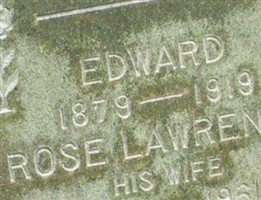 EDWARD
1879 — 1919
ROSE LAWREN
HIS WIFE